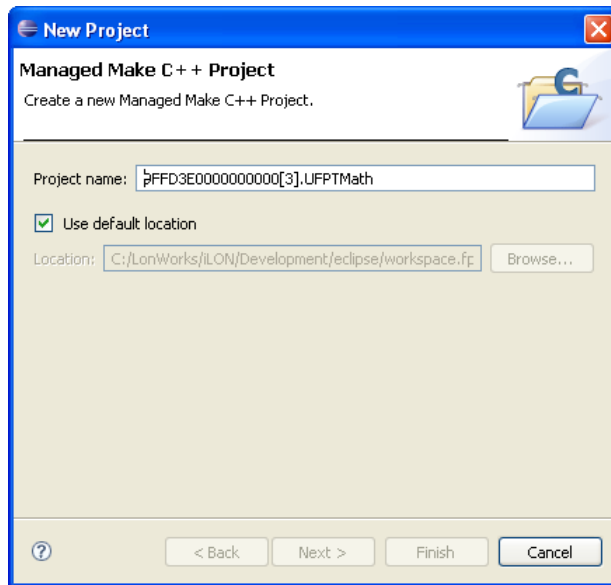 New Project
Managed Make C++ Project
Create a new Managed Make C++ Project.
Project name: 9FFD3E0000000000[3].UFPTMath
Use default location
Location: C:/LonWorks/iLON/Development/eclipse/workspace.fp
Browse...
< Back
Next >
Finish
Cancel